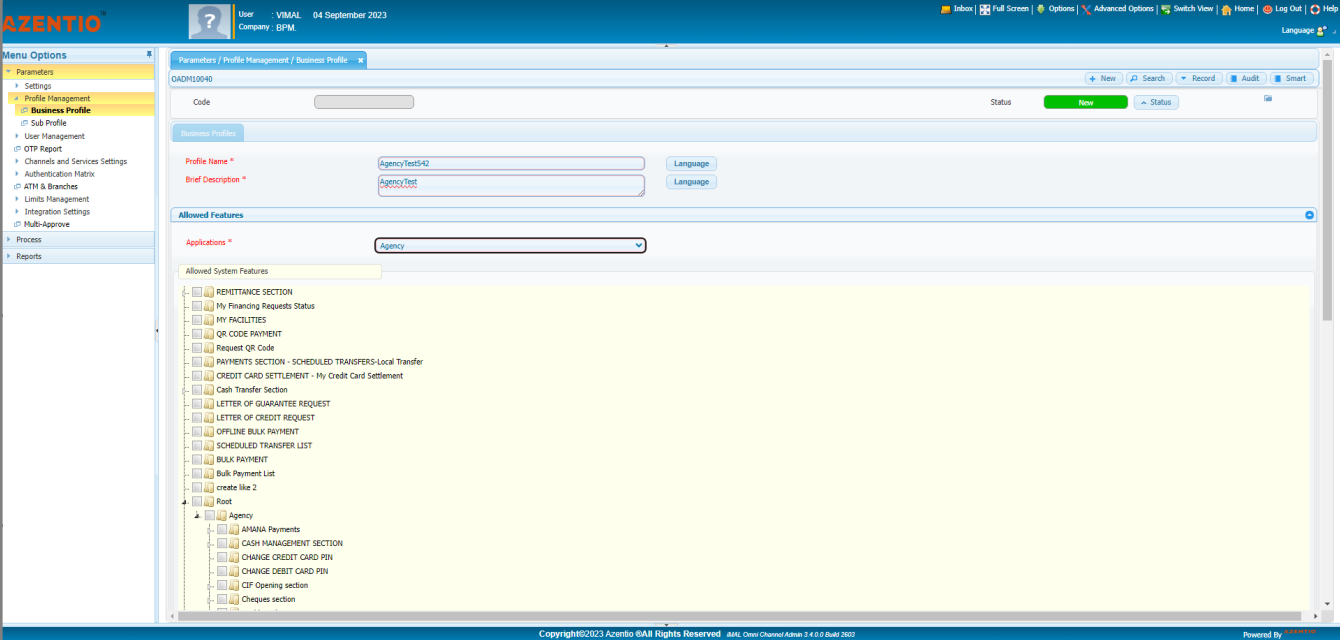 AZENTIO™
User : VIMAL 04 September 2023
Company : BPM.
Inbox | Full Screen | Options | Advanced Options | Switch View | Home | Log Out | Help
Language
Menu Options
Parameters
Settings
Profile Management
Business Profile
Sub Profile
User Management
OTP Report
Channels and Services Settings
Authentication Matrix
ATM & Branches
Limits Management
Integration Settings
Multi-Approve
Process
Reports
Parameters / Profile Management / Business Profile
OADM10040
New Search Record Audit Smart
Code
Status New Status
Business Profiles
Profile Name * AgencyTest542 Language
Brief Description * AgencyTest Language
Allowed Features
Applications * Agency
Allowed System Features
REMITTANCE SECTION
My Financing Requests Status
MY FACILITIES
QR CODE PAYMENT
Request QR Code
PAYMENTS SECTION - SCHEDULED TRANSFERS-Local Transfer
CREDIT CARD SETTLEMENT - My Credit Card Settlement
Cash Transfer Section
LETTER OF GUARANTEE REQUEST
LETTER OF CREDIT REQUEST
OFFLINE BULK PAYMENT
SCHEDULED TRANSFER LIST
BULK PAYMENT
Bulk Payment List
create like 2
Root
Agency
AMANA Payments
CASH MANAGEMENT SECTION
CHANGE CREDIT CARD PIN
CHANGE DEBIT CARD PIN
CIF Opening section
Cheques section
Copyright©2023 Azentio ®All Rights Reserved IMAL Omni Channel Admin 3.4.0.0 Build 2603
Powered By AZENTIO